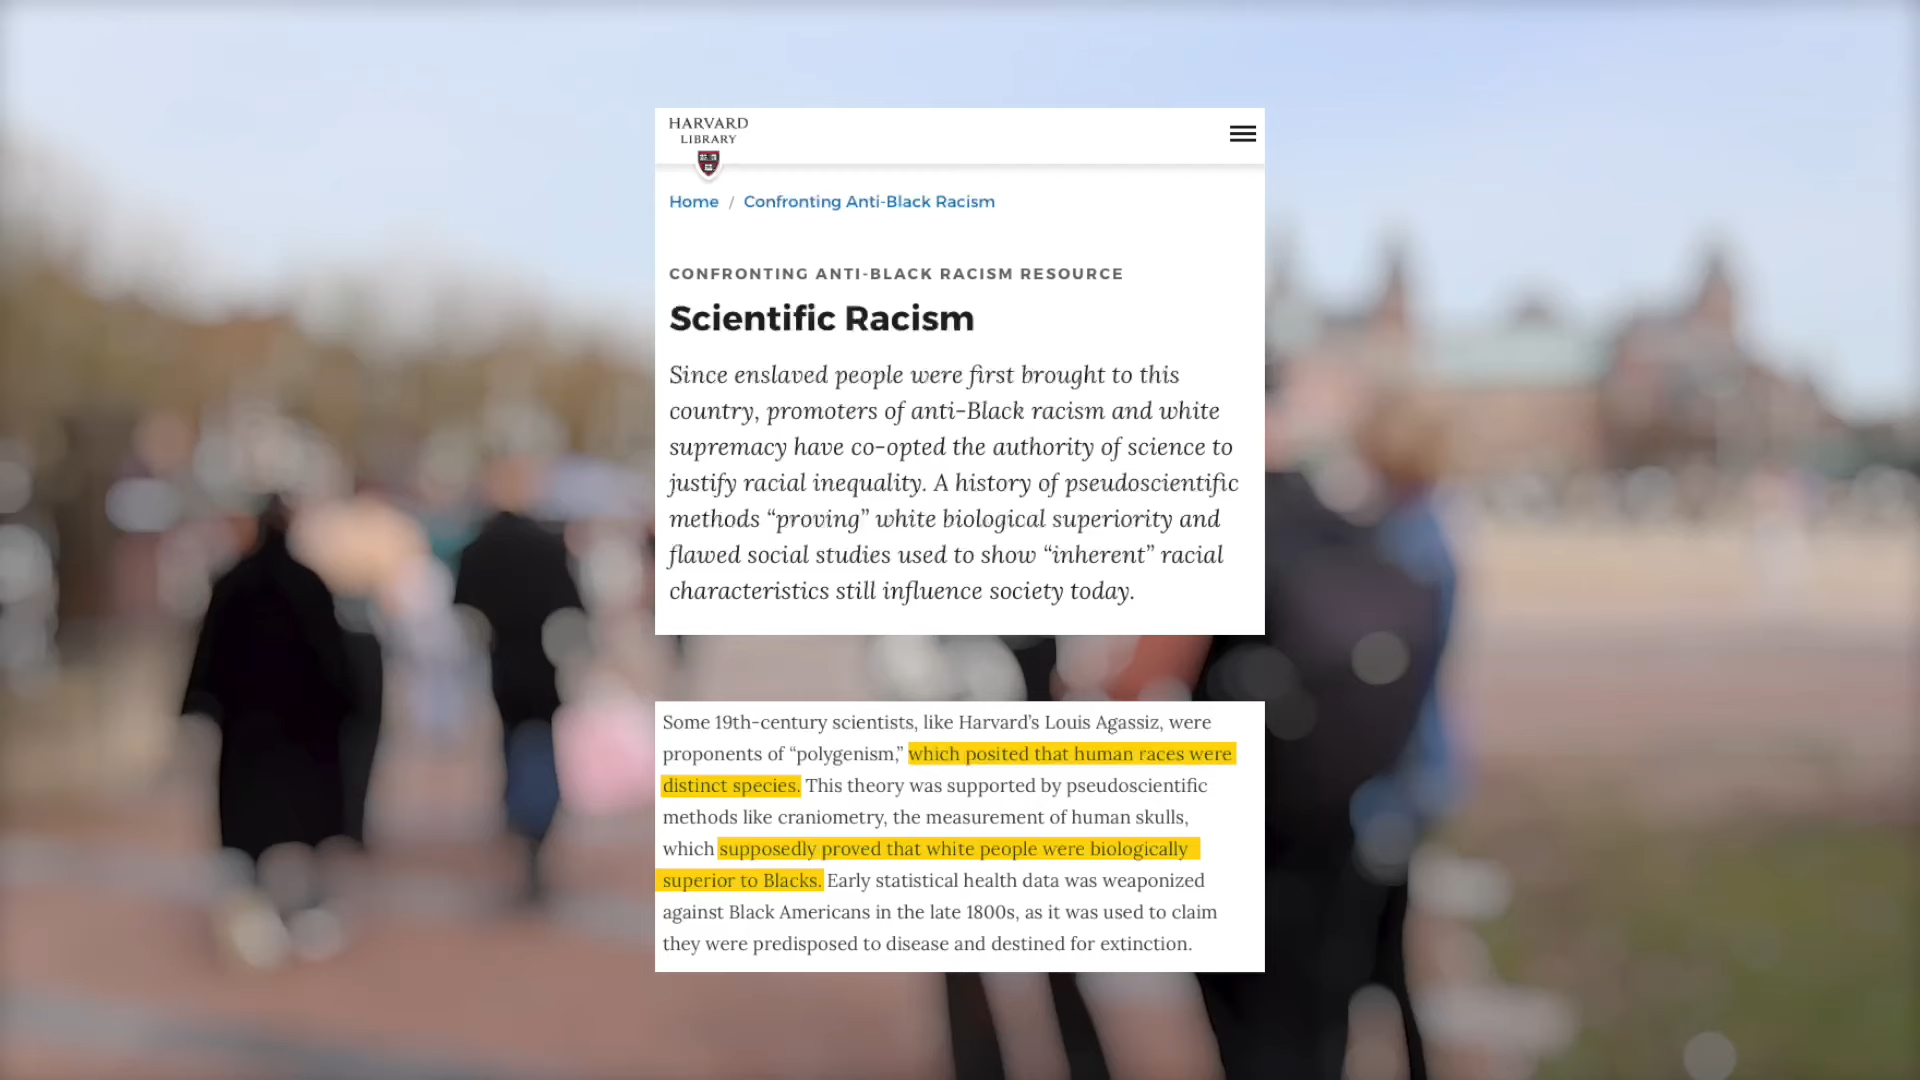 HARVARD
LIBRARY
Home / Confronting Anti-Black Racism
CONFRONTING ANTI-BLACK RACISM RESOURCE
Scientific Racism
Since enslaved people were first brought to this
country, promoters of anti-Black racism and white
supremacy have co-opted the authority of science to
justify racial inequality. A history of pseudoscientific
methods “proving” white biological superiority and
flawed social studies used to show “inherent” racial
characteristics still influence society today.
Some 19th-century scientists, like Harvard’s Louis Agassiz, were
proponents of “polygenism,” which posited that human races were
distinct species. This theory was supported by pseudoscientific
methods like craniometry, the measurement of human skulls,
which supposedly proved that white people were biologically
superior to Blacks. Early statistical health data was weaponized
against Black Americans in the late 1800s, as it was used to claim
they were predisposed to disease and destined for extinction.